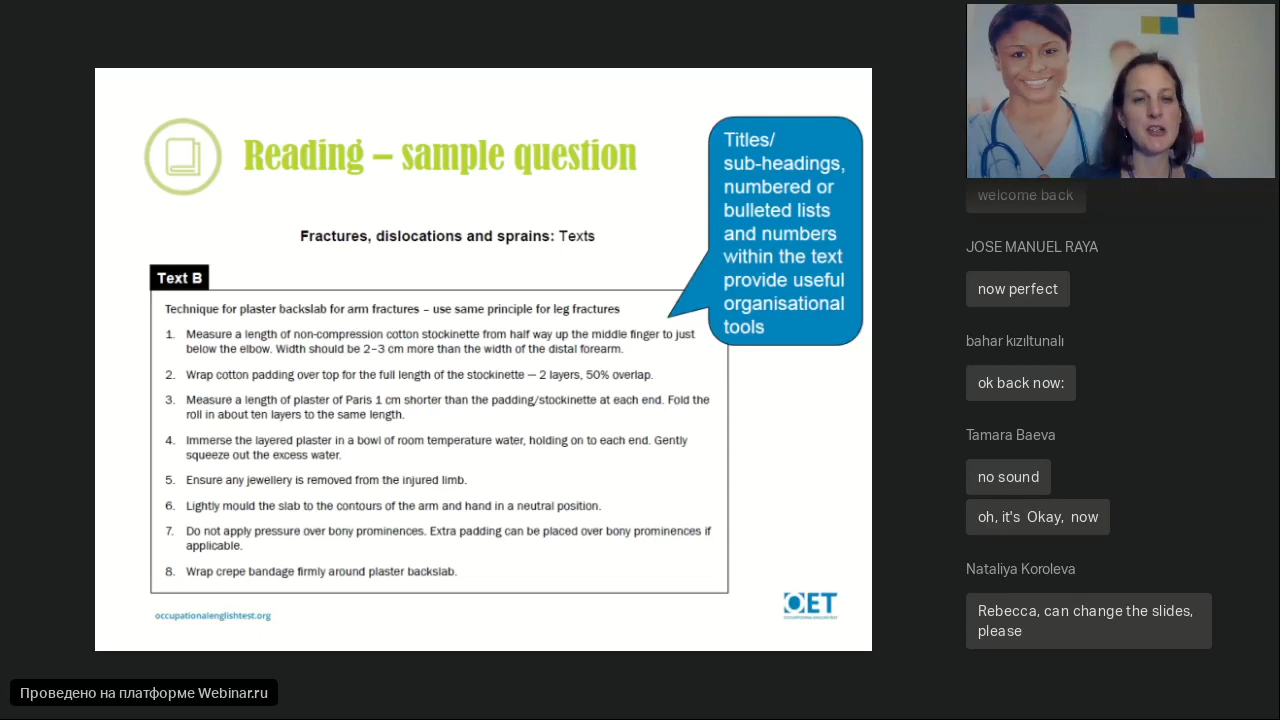 Reading – sample question
Titles/
sub-headings,
numbered or
bulleted lists
and numbers
within the text
provide useful
organisational
tools
Fractures, dislocations and sprains: Texts
Text B
Technique for plaster backslab for arm fractures – use same principle for leg fractures
1. Measure a length of non-compression cotton stockinette from half way up the middle finger to just
below the elbow. Width should be 2–3 cm more than the width of the distal forearm.
2. Wrap cotton padding over top for the full length of the stockinette — 2 layers, 50% overlap.
3. Measure a length of plaster of Paris 1 cm shorter than the padding/stockinette at each end. Fold the
roll in about ten layers to the same length.
4. Immerse the layered plaster in a bowl of room temperature water, holding on to each end. Gently
squeeze out the excess water.
5. Ensure any jewellery is removed from the injured limb.
6. Lightly mould the slab to the contours of the arm and hand in a neutral position.
7. Do not apply pressure over bony prominences. Extra padding can be placed over bony prominences if
applicable.
8. Wrap crepe bandage firmly around plaster backslab.
occupationalenglishtest.org
OET
OCCUPATIONAL ENGLISH TEST
welcome back
JOSE MANUEL RAYA
now perfect
bahar kızıltunalı
ok back now:
Tamara Baeva
no sound
oh, it's Okay, now
Nataliya Koroleva
Rebecca, can change the slides,
please
Проведено на платформе Webinar.ru